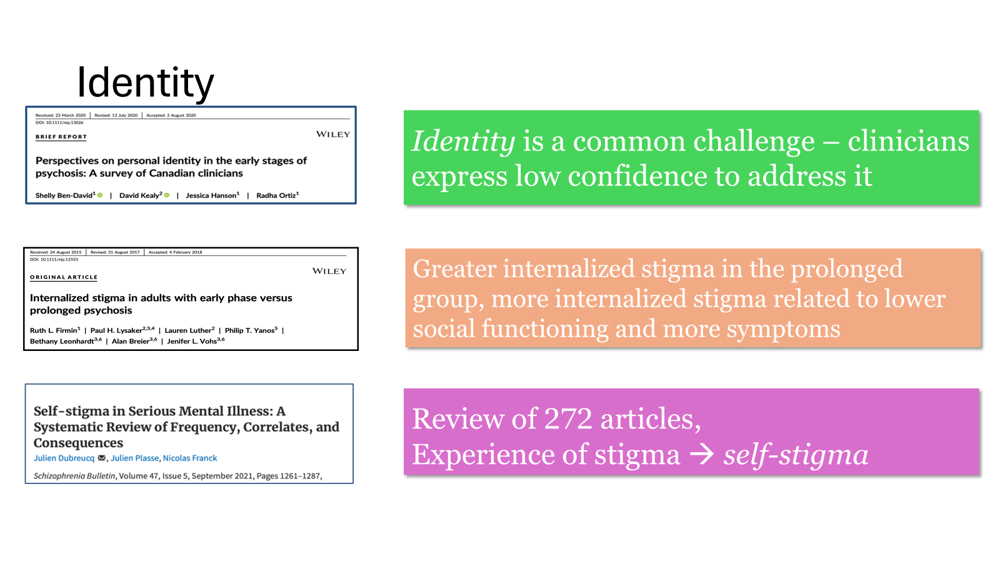 Identity
Received: 23 March 2020 | Revised: 13 July 2020 | Accepted: 2 August 2020
DOI: 10.1111/eip.13026
BRIEF REPORT
WILEY
Perspectives on personal identity in the early stages of
psychosis: A survey of Canadian clinicians
Shelly Ben-David1 | David Kealy2 | Jessica Hanson1 | Radha Ortiz1
Identity is a common challenge – clinicians
express low confidence to address it
Received: 24 August 2015 | Revised: 31 August 2017 | Accepted: 4 February 2018
DOI: 10.1111/eip.12553
ORIGINAL ARTICLE
WILEY
Internalized stigma in adults with early phase versus
prolonged psychosis
Ruth L. Firmin1 | Paul H. Lysaker2,3,4 | Lauren Luther2 | Philip T. Yanos5 |
Bethany Leonhardt3,6 | Alan Breier3,6 | Jenifer L. Vohs3,6
Greater internalized stigma in the prolonged
group, more internalized stigma related to lower
social functioning and more symptoms
Self-stigma in Serious Mental Illness: A
Systematic Review of Frequency, Correlates, and
Consequences
Julien Dubreucq ✉, Julien Plasse, Nicolas Franck
Schizophrenia Bulletin, Volume 47, Issue 5, September 2021, Pages 1261–1287,
Review of 272 articles,
Experience of stigma → self-stigma